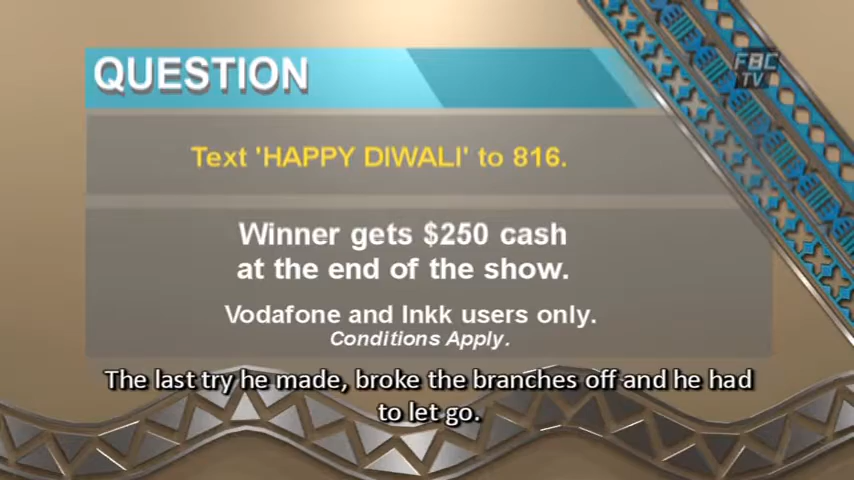 QUESTION
FBC
TV
Text 'HAPPY DIWALI' to 816.
Winner gets $250 cash
at the end of the show.
Vodafone and Inkk users only.
Conditions Apply.
The last try he made, broke the branches off and he had
to let go.